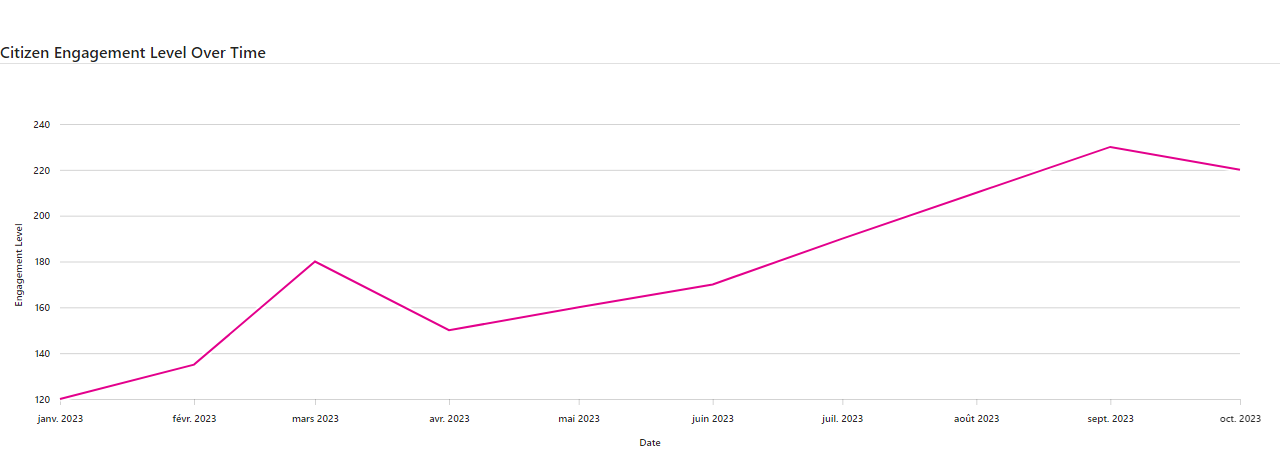 Citizen Engagement Level Over Time
240
220
200
180
160
140
120
Engagement Level
janv. 2023 févr. 2023 mars 2023 avr. 2023 mai 2023 juin 2023 juil. 2023 août 2023 sept. 2023 oct. 2023
Date